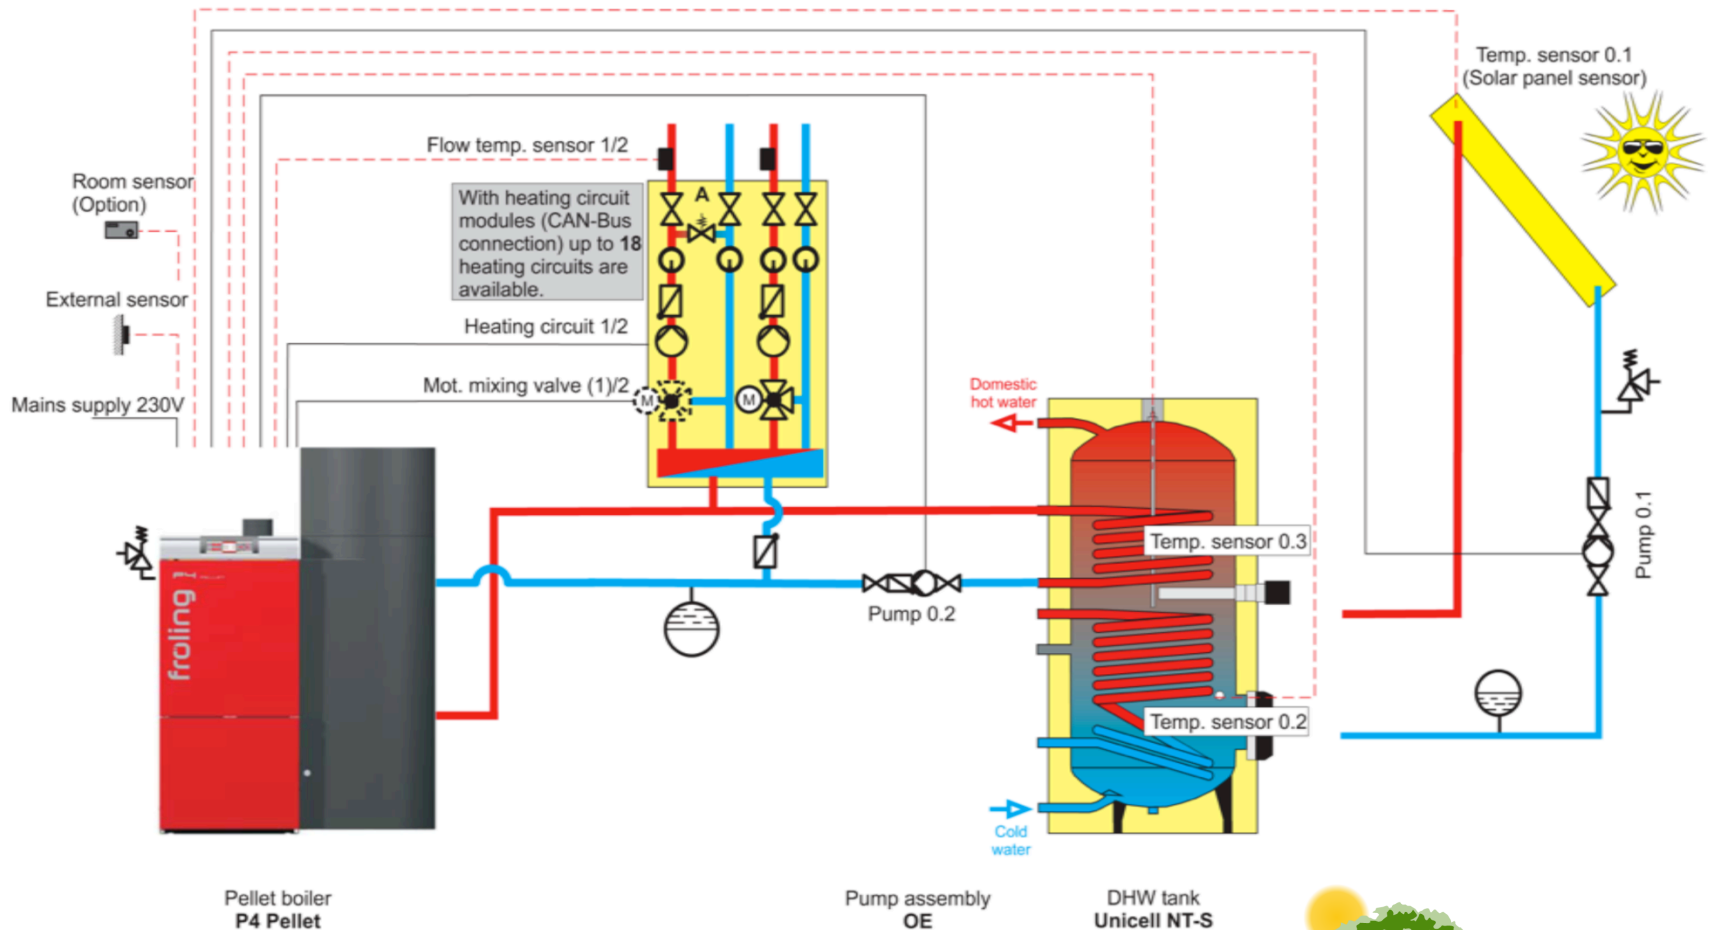 Temp. sensor 0.1
(Solar panel sensor)
Flow temp. sensor 1/2
Room sensor
(Option)
A
With heating circuit
modules (CAN-Bus
connection) up to 18
heating circuits are
available.
External sensor
Heating circuit 1/2
Mot. mixing valve (1)/2
M
M
Mains supply 230V
Domestic
hot water
Pump 0.1
Temp. sensor 0.3
froling
Pump 0.2
Temp. sensor 0.2
Cold
water
Pellet boiler
P4 Pellet
Pump assembly
OE
DHW tank
Unicell NT-S